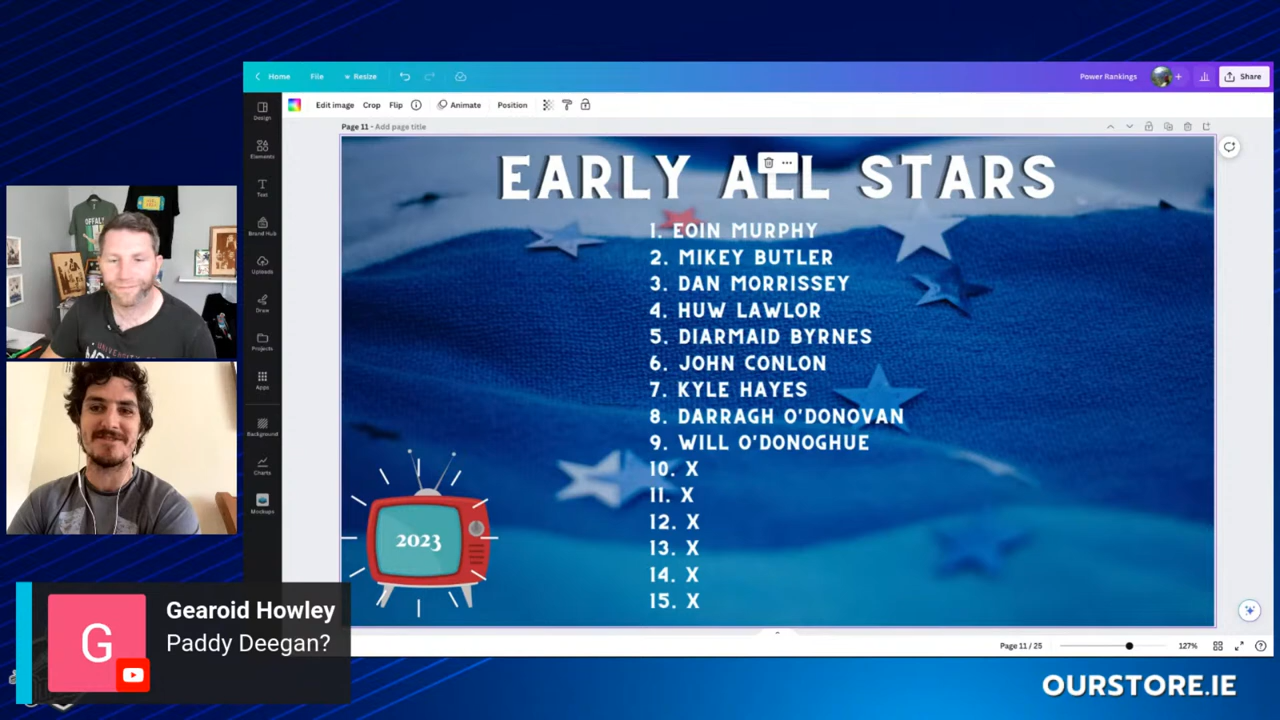 Home File Resize Power Rankings + Share
Edit image Crop Flip Animate Position
Page 11 - Add page title
Design
Elements
Text
Brand Hub
Uploads
Draw
Projects
Apps
Background
Charts
Mockups
EARLY ALL STARS
1. EOIN MURPHY
2. MIKEY BUTLER
3. DAN MORRISSEY
4. HUW LAWLOR
5. DIARMAID BYRNES
6. JOHN CONLON
7. KYLE HAYES
8. DARRAGH O'DONOVAN
9. WILL O'DONOGHUE
10. X
11. X
12. X
13. X
14. X
15. X
2023
Page 11 / 25 127%
G
Gearoid Howley
Paddy Deegan?
OURSTORE.IE